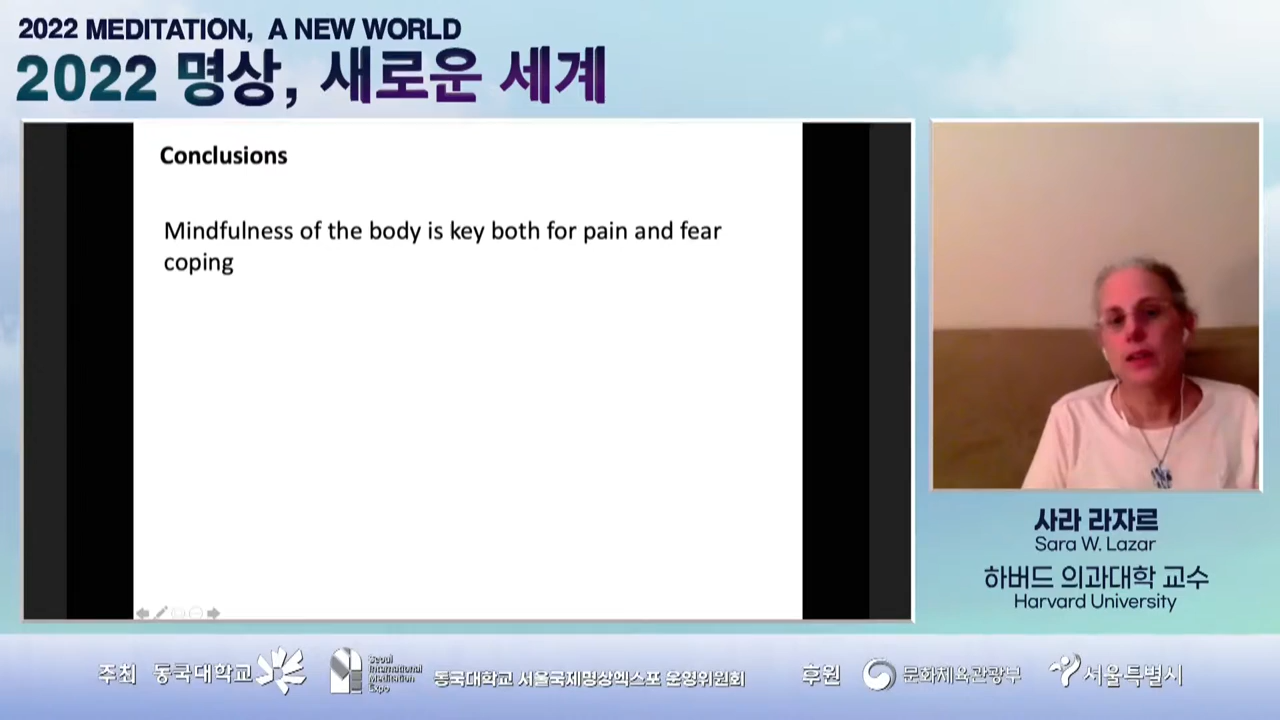 2022 MEDITATION, A NEW WORLD
2022 명상, 새로운 세계
Conclusions
Mindfulness of the body is key both for pain and fear
coping
사라 라자르
Sara W. Lazar
하버드 의과대학 교수
Harvard University
주최 동국대학교
Seoul
International
Meditation
Expo
동국대학교 서울국제명상엑스포 운영위원회
후원 문화체육관광부 서울특별시